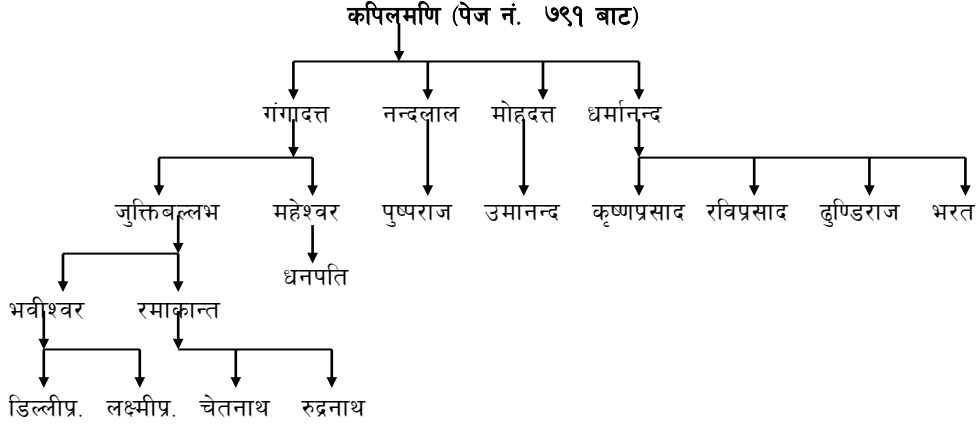 कपिलमणि (पेज नं. ७९१ बाट)
गंगादत्त नन्दलाल मोहदत्त धर्मानन्द
जुक्तिबल्लभ महेश्वर पुष्पराज उमानन्द कृष्णप्रसाद रविप्रसाद ढुण्डिराज भरत
धनपति
भवीश्वर रमाकान्त
डिल्लीप्र. लक्ष्मीप्र. चेतनाथ रुद्रनाथ